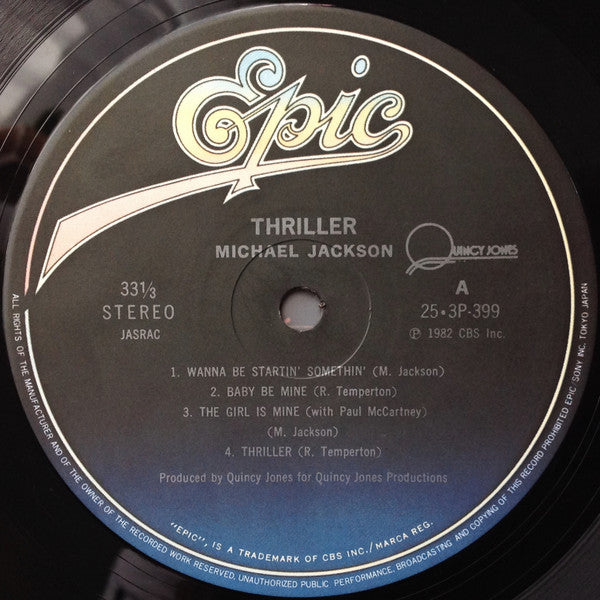 Epic
THRILLER
MICHAEL JACKSON
QUINCY JONES
33 1/3
STEREO
JASRAC
A
25・3P-399
Ⓟ 1982 CBS Inc.
1. WANNA BE STARTIN' SOMETHIN' (M. Jackson)
2. BABY BE MINE (R. Temperton)
3. THE GIRL IS MINE (with Paul McCartney)
(M. Jackson)
4. THRILLER (R. Temperton)
Produced by Quincy Jones for Quincy Jones Productions
"EPIC", IS A TRADEMARK OF CBS INC./MARCA REG.
ALL RIGHTS OF THE MANUFACTURER AND OF THE OWNER OF THE RECORDED WORK RESERVED. UNAUTHORIZED PUBLIC PERFORMANCE, BROADCASTING AND COPYING OF THIS RECORD PROHIBITED EPIC/SONY INC. TOKYO JAPAN